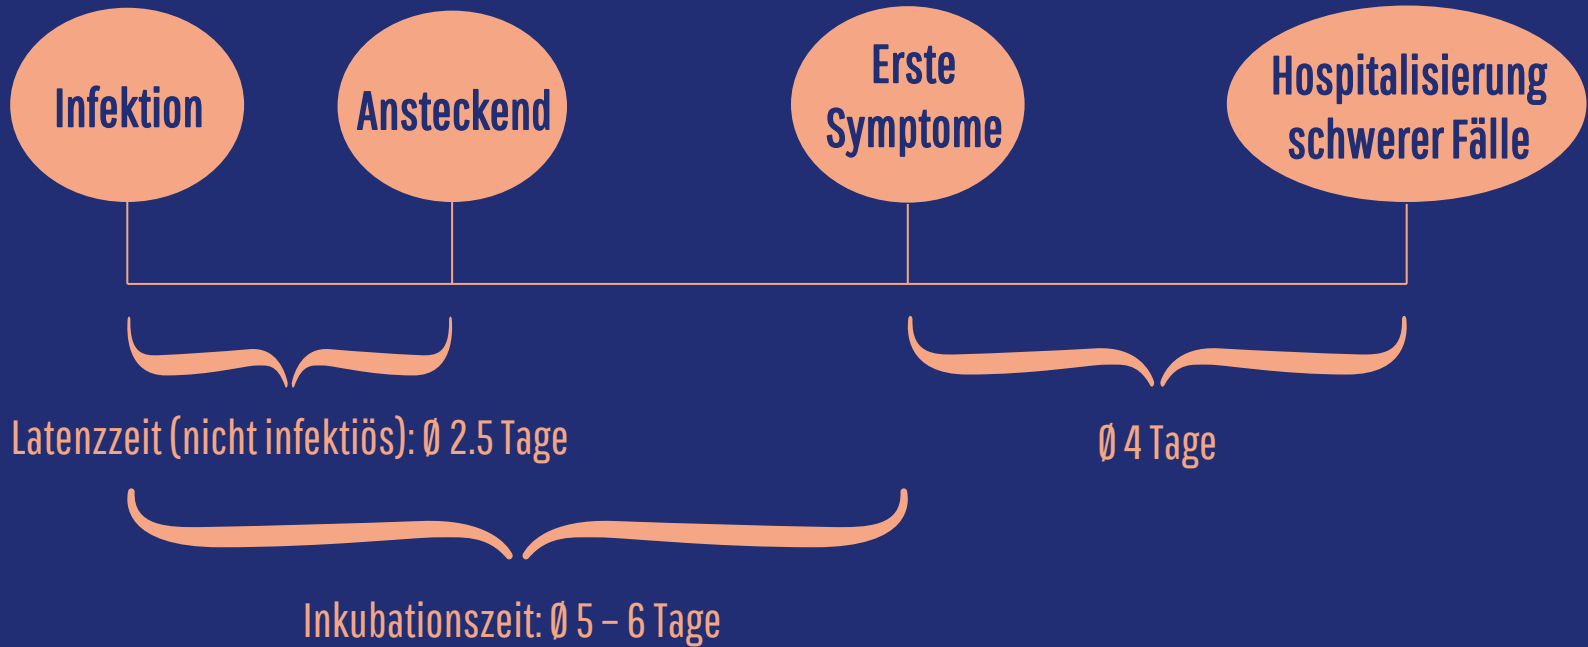 Infektion
Ansteckend
Erste
Symptome
Hospitalisierung
schwerer Fälle
Latenzzeit (nicht infektiös): Ø 2.5 Tage
Ø 4 Tage
Inkubationszeit: Ø 5 – 6 Tage